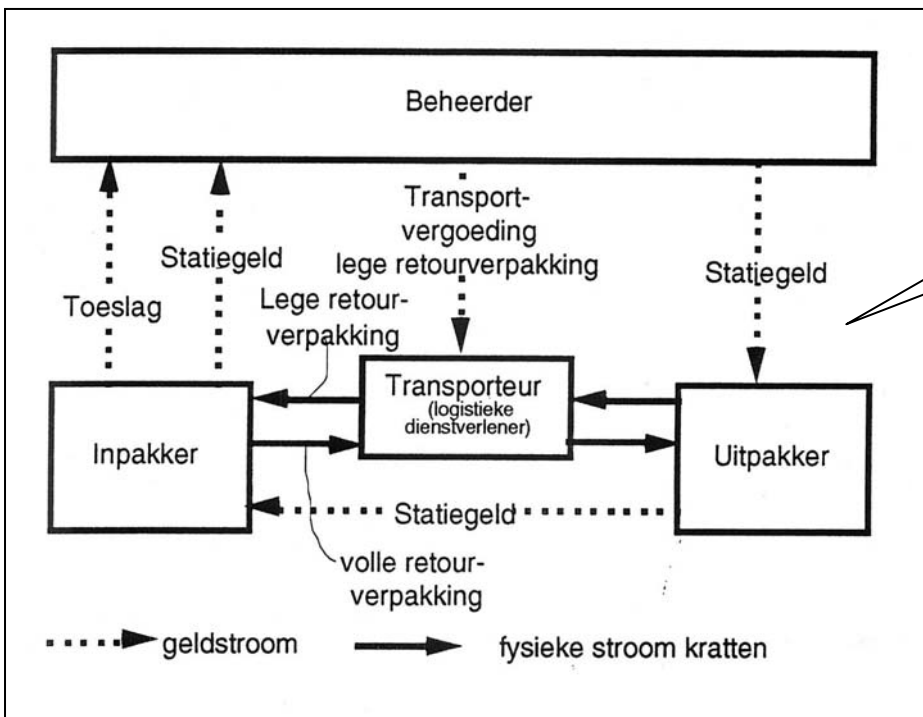 Beheerder
Transport-
vergoeding
lege retourverpakking
Statiegeld
Statiegeld
Toeslag
Lege retour-
verpakking
Transporteur
(logistieke
dienstverlener)
Inpakker
Uitpakker
Statiegeld
volle retour-
verpakking
geldstroom
fysieke stroom kratten